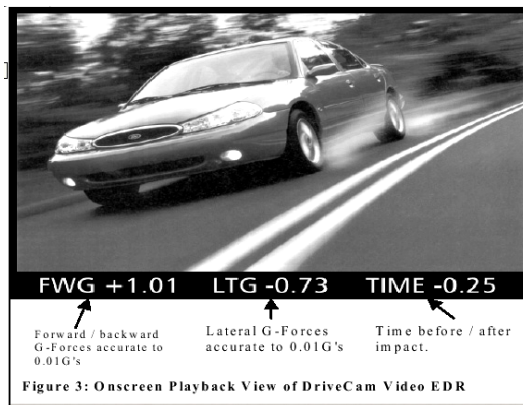 FWG +1.01 LTG -0.73 TIME -0.25
Forward / backward
G-Forces accurate to
0.01G's
Lateral G-Forces
accurate to 0.01G's
Time before / after
impact.
Figure 3: Onscreen Playback View of DriveCam Video EDR